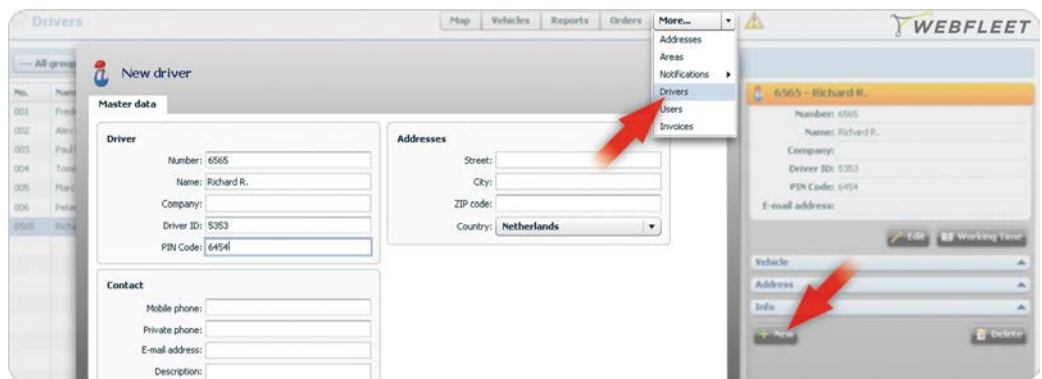 Drivers
Map
Vehicles
Reports
Orders
More...
WEBFLEET
Addresses
Areas
Notifications
Drivers
Users
Invoices
All
No.
001
002
003
004
005
006
6565
New driver
Master data
Driver
Number: 6565
Name: Richard R.
Company:
Driver ID: 5353
PIN Code: 6454
Addresses
Street:
City:
ZIP code:
Country: Netherlands
Contact
Mobile phone:
Private phone:
E-mail address:
Description:
6565 - Richard R.
Number: 6565
Name: Richard R.
Company:
Driver ID: 5353
PIN Code: 6454
E-mail address:
Edit
Working Time
Vehicle
Address
Info
New
Delete